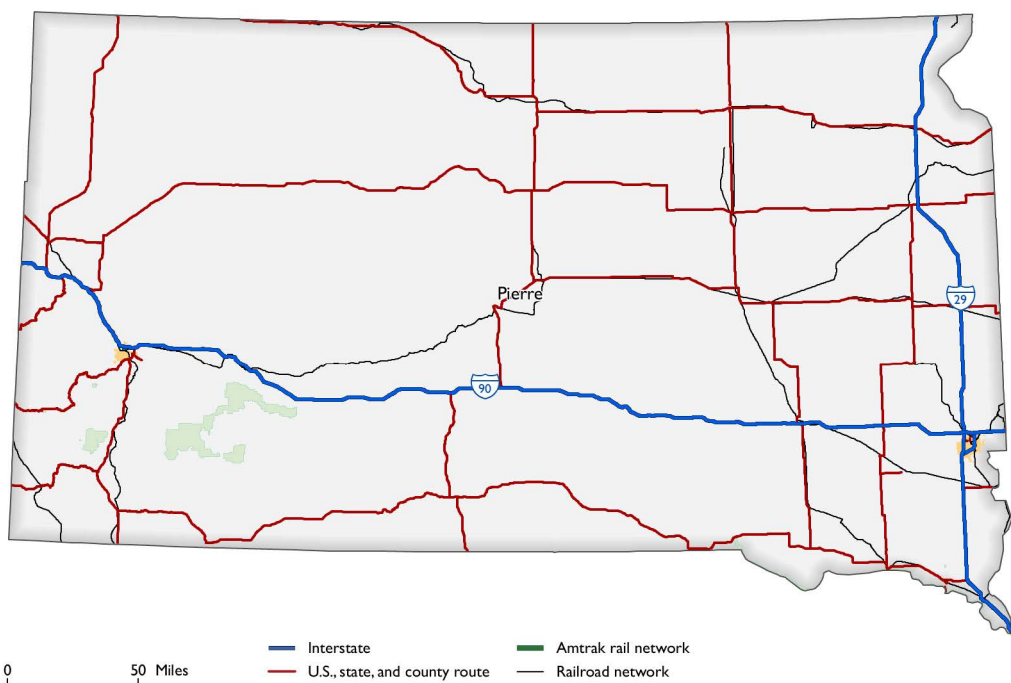 29
Pierre
90
Interstate
Amtrak rail network
0
50 Miles
U.S., state, and county route
Railroad network